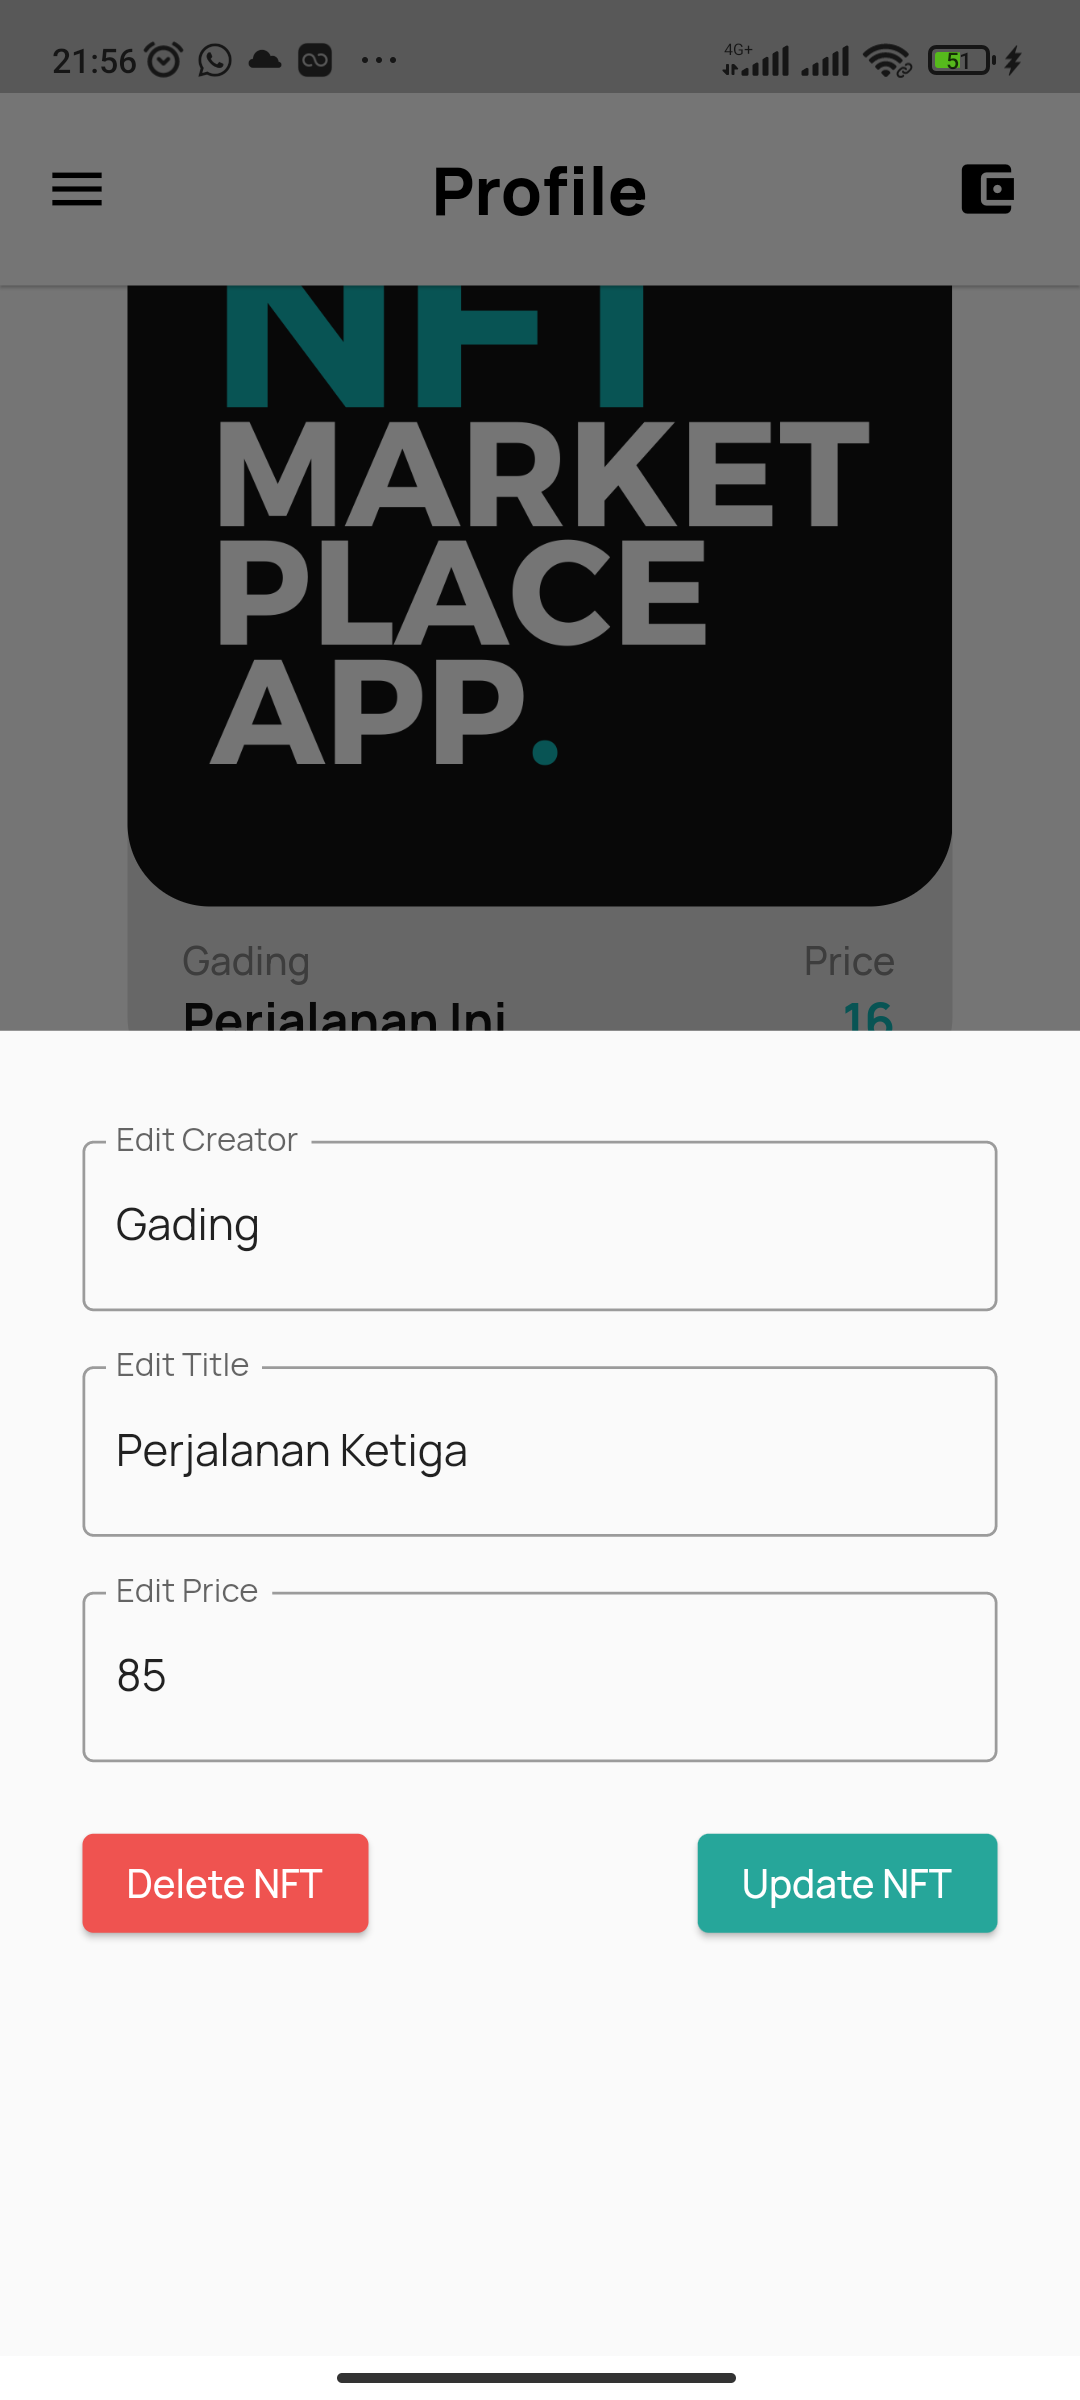 21:56
4G+
51
Profile
NFT
MARKET
PLACE
APP.
Gading
Price
Perjalanan Ini
16
Edit Creator
Gading
Edit Title
Perjalanan Ketiga
Edit Price
85
Delete NFT
Update NFT